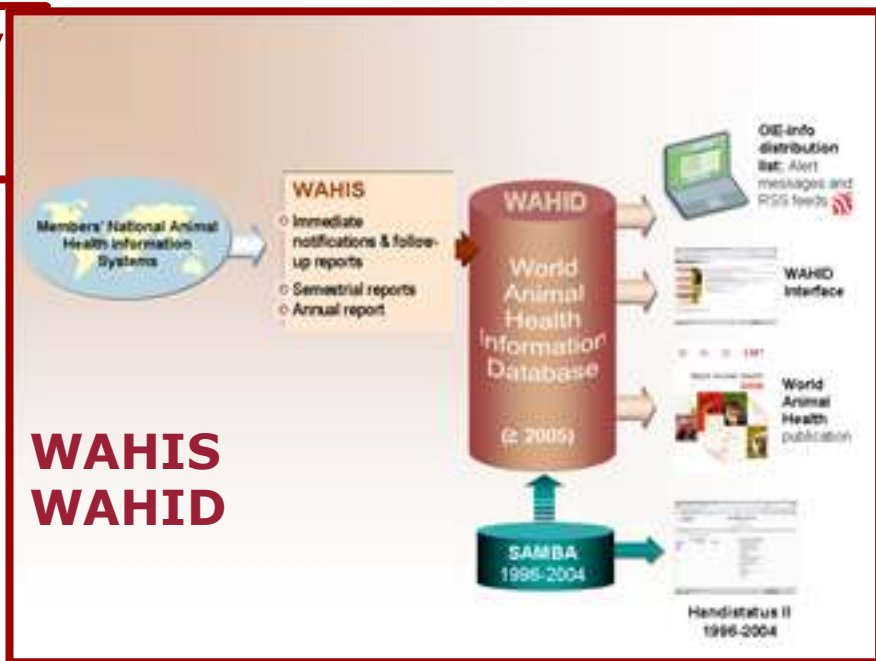 Members' National Animal
Health information
Systems
WAHIS
Immediate
notifications & follow-
up reports
Semestrial reports
Annual report
WAHID
World
Animal
Health
Information
Database
(≥ 2005)
SAMBA
1996-2004
OIE-info
distribution
list: Alert
messages and
RSS feeds
WAHID
Interface
World
Animal
Health
publication
Handistatus II
1996-2004
WAHIS
WAHID